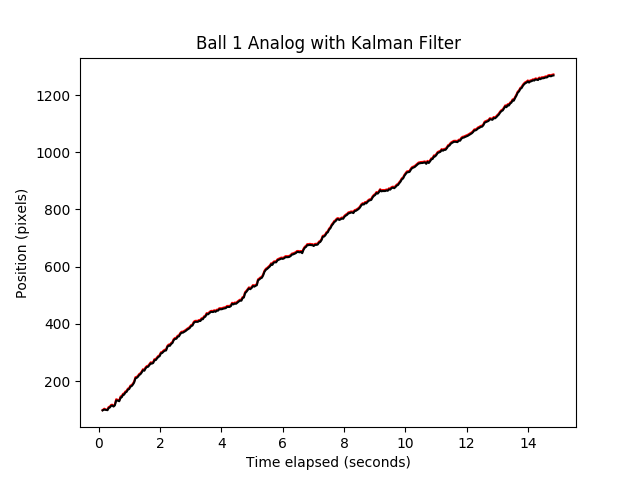 Ball 1 Analog with Kalman Filter
1200
1000
800
600
400
200
Position (pixels)
0 2 4 6 8 10 12 14
Time elapsed (seconds)